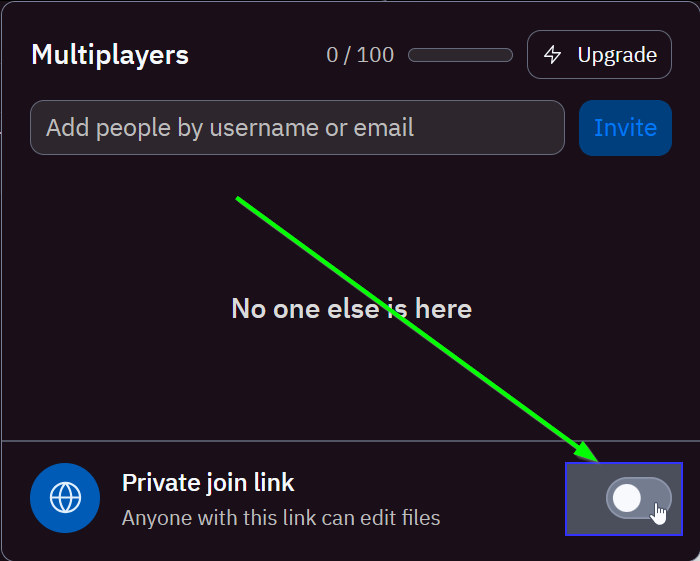 Multiplayers
0 / 100
Upgrade
Add people by username or email
Invite
No one else is here
Private join link
Anyone with this link can edit files